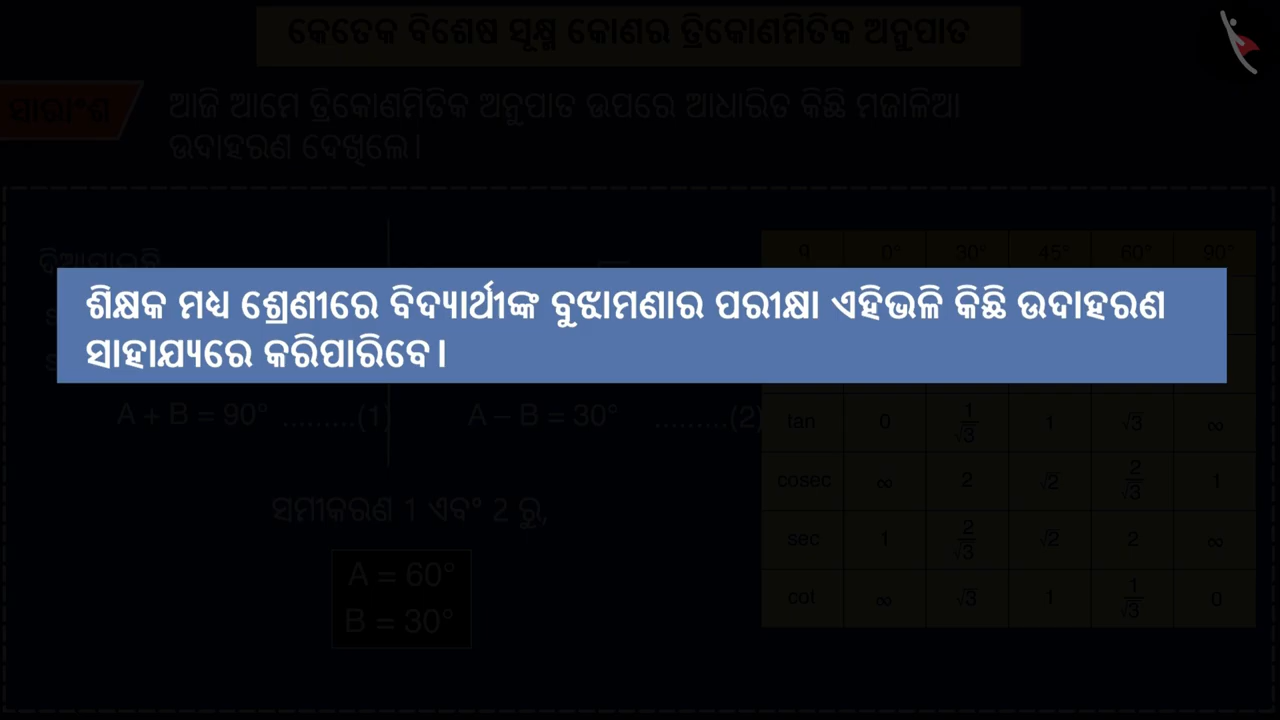 କେତେକ ବିଶେଷ ସୂକ୍ଷ୍ମ କୋଣର ତ୍ରିକୋଣମିତିକ ଅନୁପାତ
ସାରାଂଶ
ଆଜି ଆମେ ତ୍ରିକୋଣମିତିକ ଅନୁପାତ ଉପରେ ଆଧାରିତ କିଛି ମଜାଳିଆ
ଉଦାହରଣ ଦେଖିଲେ।
ଶିକ୍ଷକ ମଧ୍ୟ ଶ୍ରେଣୀରେ ବିଦ୍ୟାର୍ଥୀଙ୍କ ବୁଝାମଣାର ପରୀକ୍ଷା ଏହିଭଳି କିଛି ଉଦାହରଣ
ସାହାଯ୍ୟରେ କରିପାରିବେ।
A + B = 90° .........(1)
A – B = 30° .........(2)
ସମୀକରଣ 1 ଏବଂ 2 ରୁ,
A = 60°
B = 30°
θ 0° 30° 45° 60° 90°
tan 0 1/√3 1 √3 ∞
cosec ∞ 2 √2 2/√3 1
sec 1 2/√3 √2 2 ∞
cot ∞ √3 1 1/√3 0